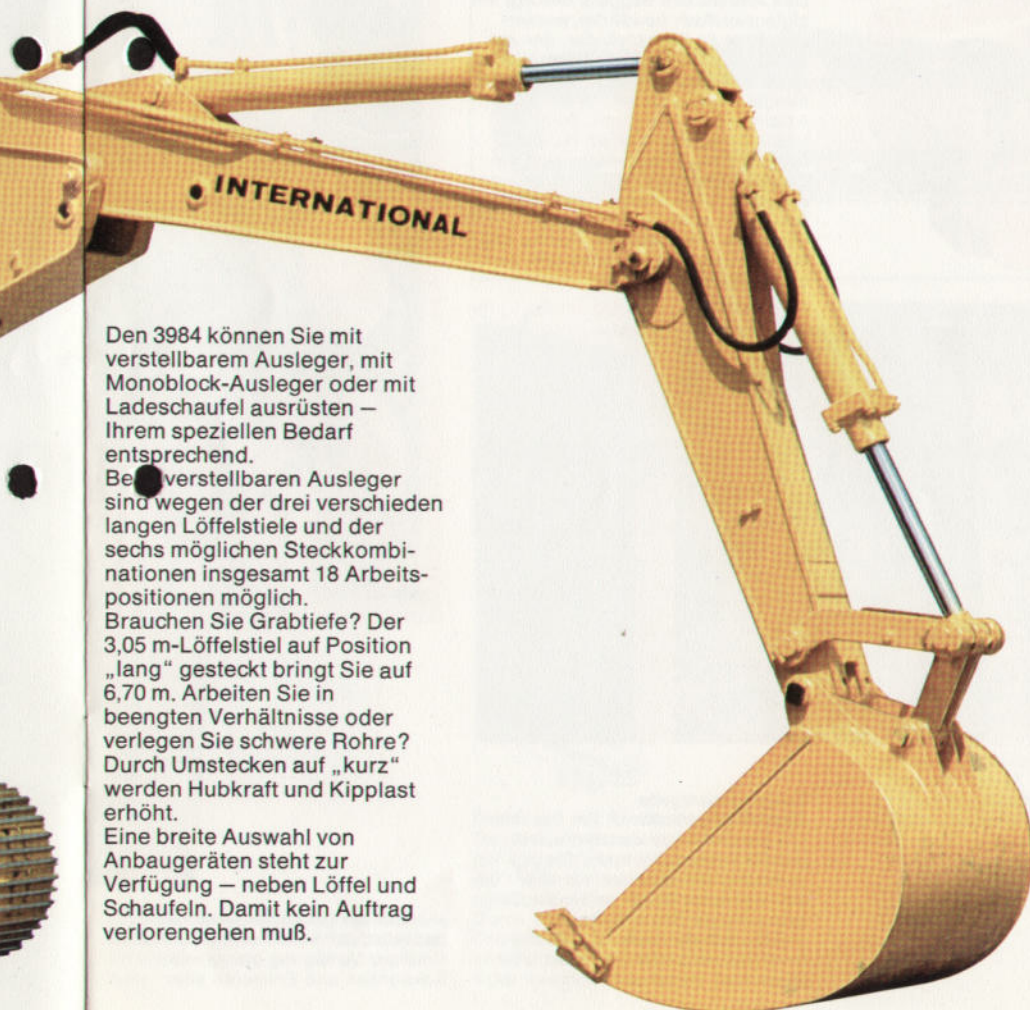 INTERNATIONAL
Den 3984 können Sie mit
verstellbarem Ausleger, mit
Monoblock-Ausleger oder mit
Ladeschaufel ausrüsten —
Ihrem speziellen Bedarf
entsprechend.
verstellbaren Ausleger
sind wegen der drei verschieden
langen Löffelstiele und der
sechs möglichen Steckkombi-
nationen insgesamt 18 Arbeits-
positionen möglich.
Brauchen Sie Grabtiefe? Der
3,05 m-Löffelstiel auf Position
„lang“ gesteckt bringt Sie auf
6,70 m. Arbeiten Sie in
beengten Verhältnisse oder
verlegen Sie schwere Rohre?
Durch Umstecken auf „kurz“
werden Hubkraft und Kipplast
erhöht.
Eine breite Auswahl von
Anbaugeräten steht zur
Verfügung — neben Löffel und
Schaufeln. Damit kein Auftrag
verlorengehen muß.